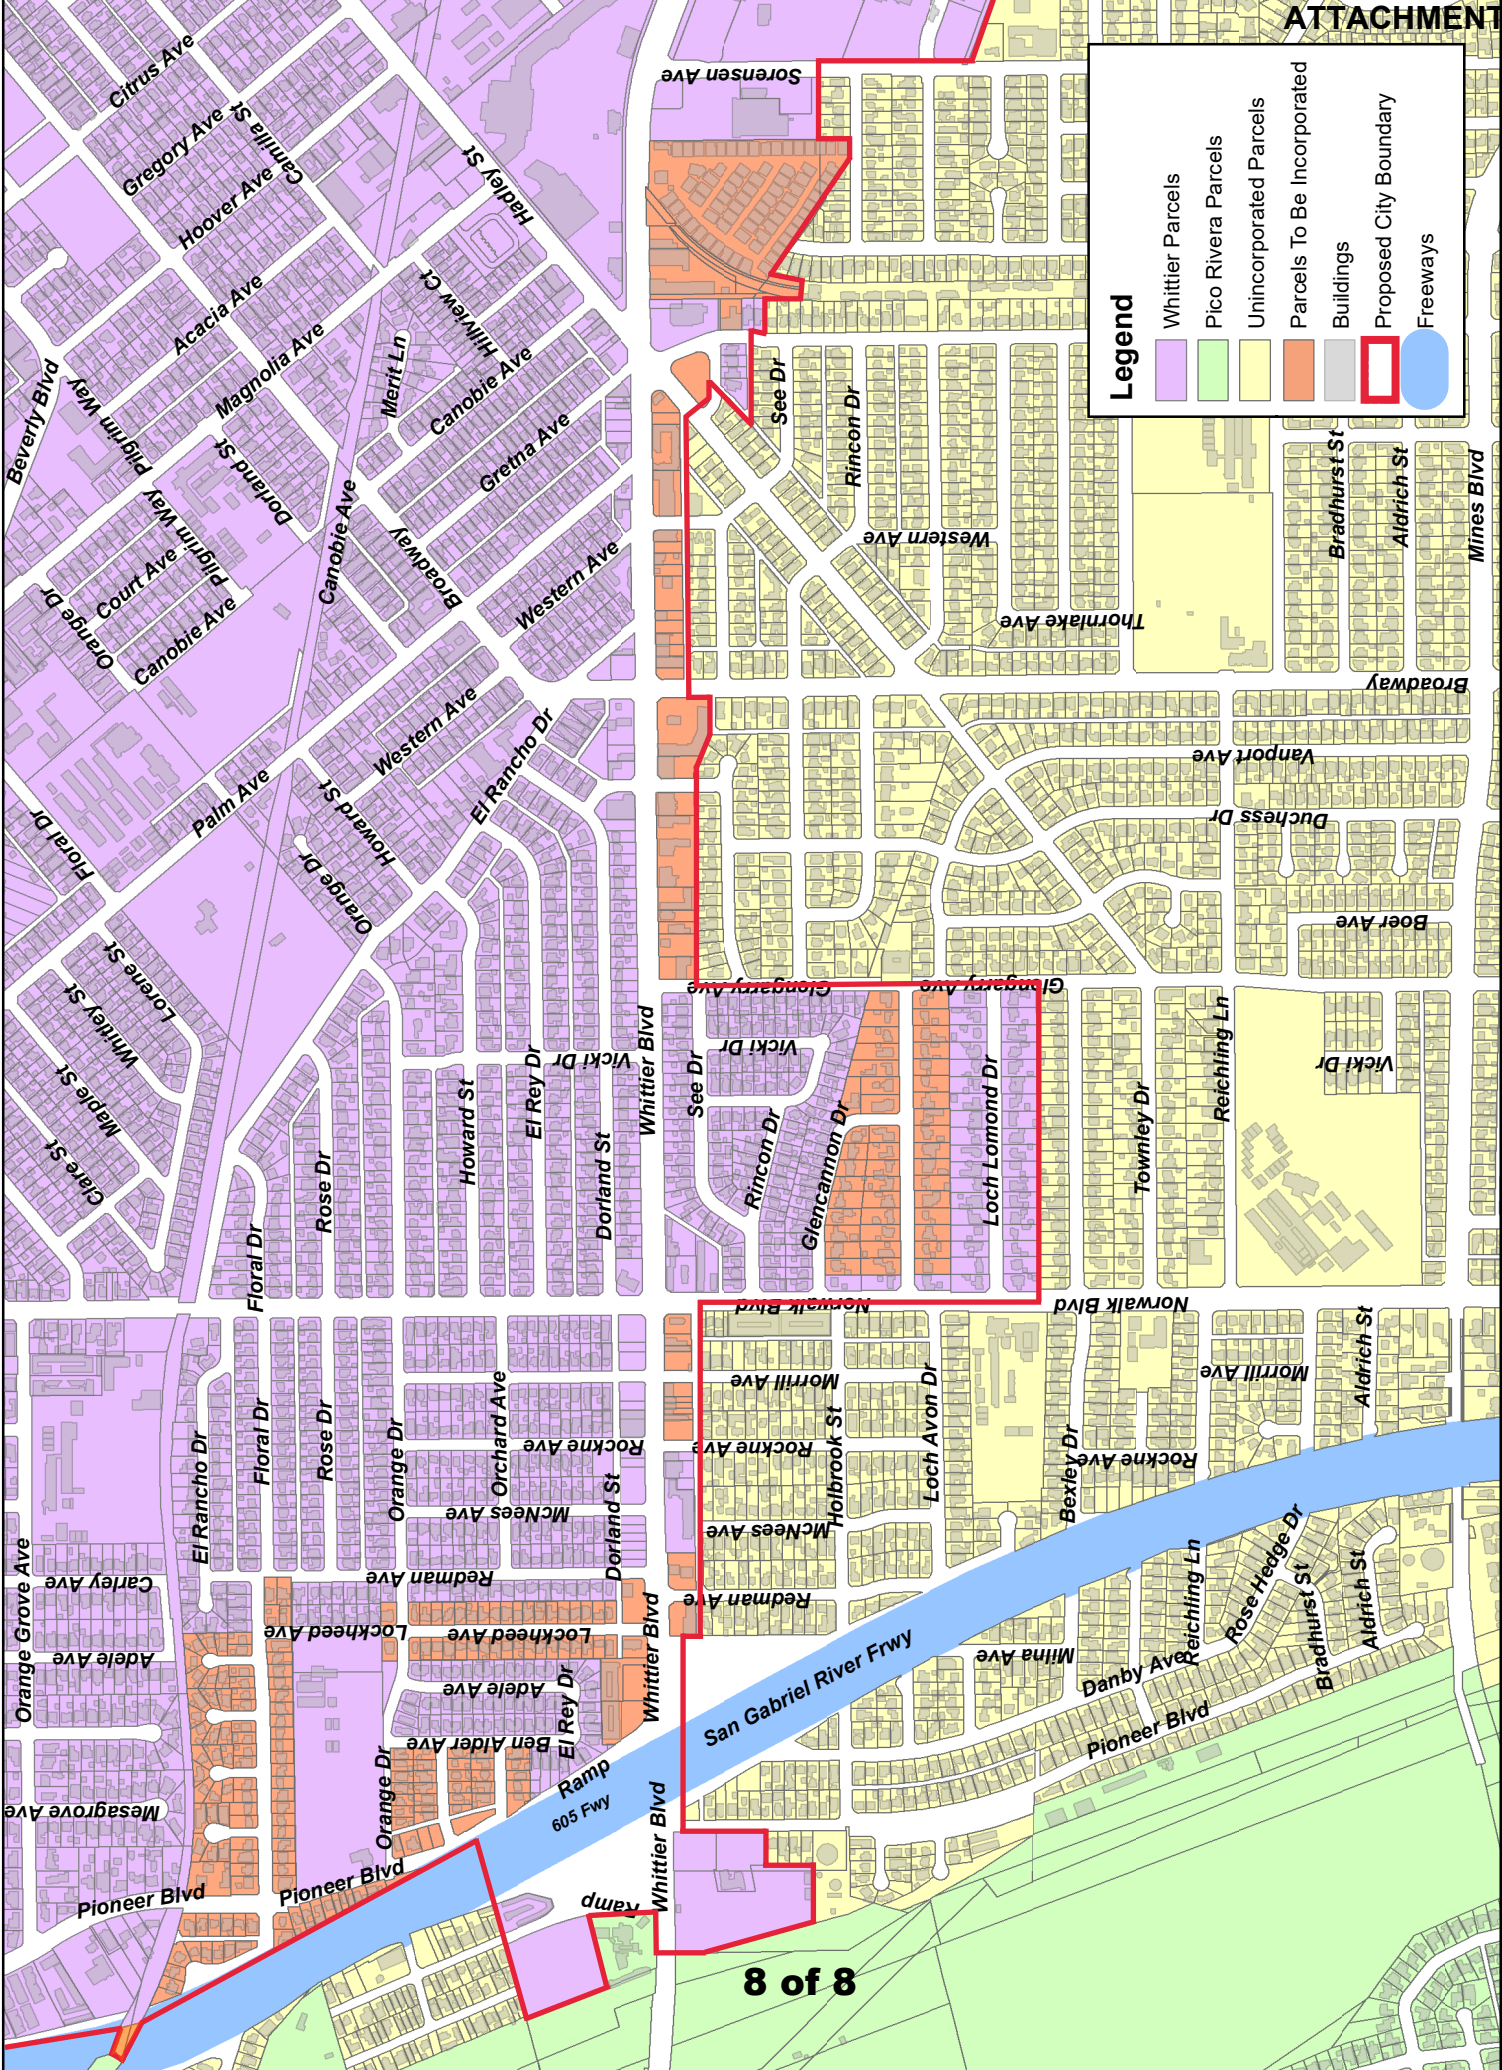 ATTACHMENT
Sorensen Ave
Citrus Ave
Gregory Ave
Camilla St
Hoover Ave
Hadley St
Acacia Ave
Hillview Ct
Magnolia Ave
Merit Ln
Canobie Ave
Beverly Blvd
Pilgrim Way
Gretna Ave
Dorland St
Pilgrim Way
Canobie Ave
Court Ave
Broadway
Orange Dr
Canobie Ave
Western Ave
See Dr
Rincon Dr
Western Ave
Thornlake Ave
Legend
Whittier Parcels
Pico Rivera Parcels
Unincorporated Parcels
Parcels To Be Incorporated
Buildings
Proposed City Boundary
Freeways
Bradhurst St
Aldrich St
Mines Blvd
Broadway
Vanport Ave
Duchess Dr
Boer Ave
Western Ave
El Rancho Dr
Palm Ave
Howard St
Floral Dr
Orange Dr
Lorene St
Whitley St
Maple St
Clare St
Glengarry Ave
Glengarry Ave
Vicki Dr
Vicki Dr
Vicki Dr
Whittier Blvd
See Dr
El Rey Dr
Howard St
Dorland St
Rose Dr
Floral Dr
Rincon Dr
Glencannon Dr
Loch Lomond Dr
Townley Dr
Reiching Ln
Norwalk Blvd
Norwalk Blvd
Morrill Ave
Morrill Ave
Aldrich St
El Rancho Dr
Floral Dr
Rose Dr
Orange Dr
Orchard Ave
Rockne Ave
Rockne Ave
Rockne Ave
Holbrook St
Loch Avon Dr
Bexley Dr
McNees Ave
McNees Ave
Dorland St
Orange Grove Ave
Carley Ave
Redman Ave
Redman Ave
Lockheed Ave
Lockheed Ave
Whittier Blvd
Adele Ave
Adele Ave
Ben Alder Ave
El Rey Dr
Mesagrove Ave
Orange Dr
Ramp
605 Fwy
San Gabriel River Frwy
Milna Ave
Danby Ave
Reichling Ln
Rose Hedge Dr
Bradhurst St
Aldrich St
Pioneer Blvd
Pioneer Blvd
Pioneer Blvd
Ramp
Whittier Blvd
8 of 8